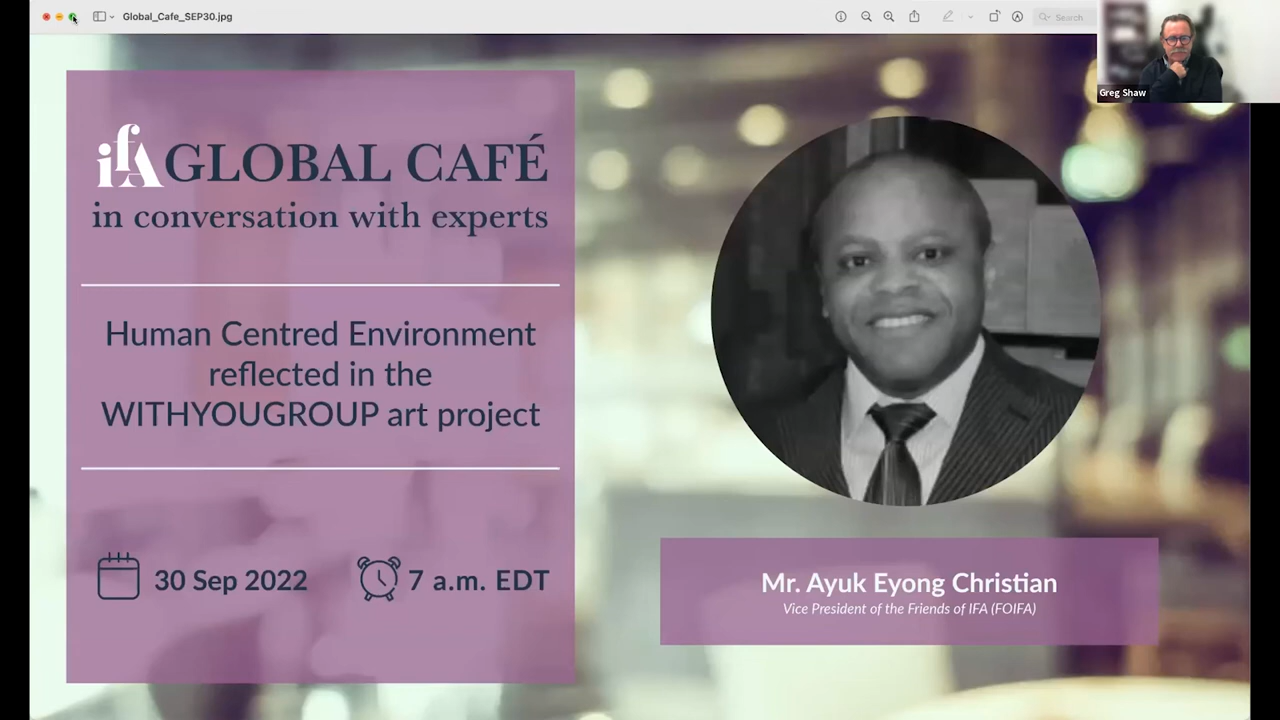 Global_Cafe_SEP30.jpg
Search
Greg Shaw
ifA GLOBAL CAFÉ
in conversation with experts
Human Centred Environment
reflected in the
WITHYOUGROUP art project
30 Sep 2022
7 a.m. EDT
Mr. Ayuk Eyong Christian
Vice President of the Friends of IFA (FOIFA)